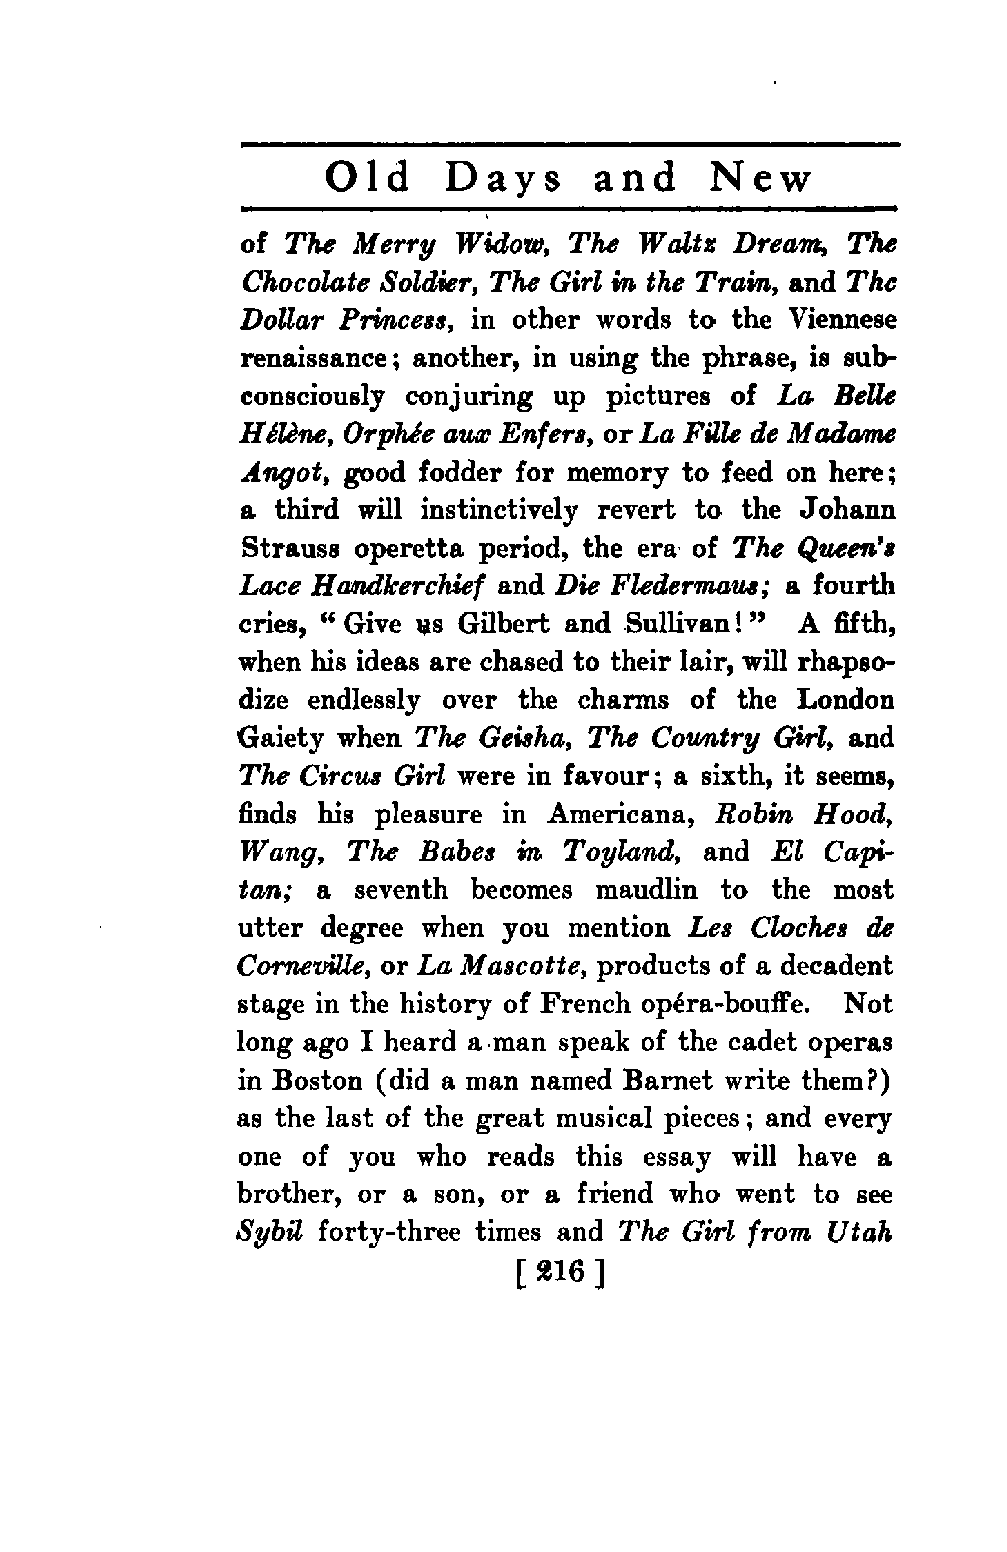 Old Days and New
of The Merry Widow, The Waltz Dream, The
Chocolate Soldier, The Girl in the Train, and The
Dollar Princess, in other words to the Viennese
renaissance; another, in using the phrase, is sub-
consciously conjuring up pictures of La Belle
Hélène, Orphée aux Enfers, or La Fille de Madame
Angot, good fodder for memory to feed on here;
a third will instinctively revert to the Johann
Strauss operetta period, the era of The Queen's
Lace Handkerchief and Die Fledermaus; a fourth
cries, “Give us Gilbert and Sullivan!” A fifth,
when his ideas are chased to their lair, will rhapso-
dize endlessly over the charms of the London
Gaiety when The Geisha, The Country Girl, and
The Circus Girl were in favour; a sixth, it seems,
finds his pleasure in Americana, Robin Hood,
Wang, The Babes in Toyland, and El Capi-
tan; a seventh becomes maudlin to the most
utter degree when you mention Les Cloches de
Corneville, or La Mascotte, products of a decadent
stage in the history of French opéra-bouffe. Not
long ago I heard a man speak of the cadet operas
in Boston (did a man named Barnet write them?)
as the last of the great musical pieces; and every
one of you who reads this essay will have a
brother, or a son, or a friend who went to see
Sybil forty-three times and The Girl from Utah
[ 216 ]